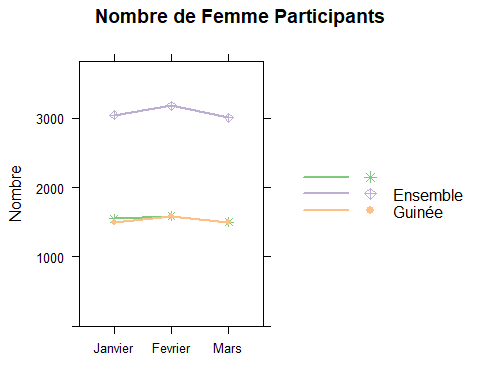 Nombre de Femme Participants
Nombre
3000
2000
1000
Janvier Fevrier Mars
Ensemble
Guinée